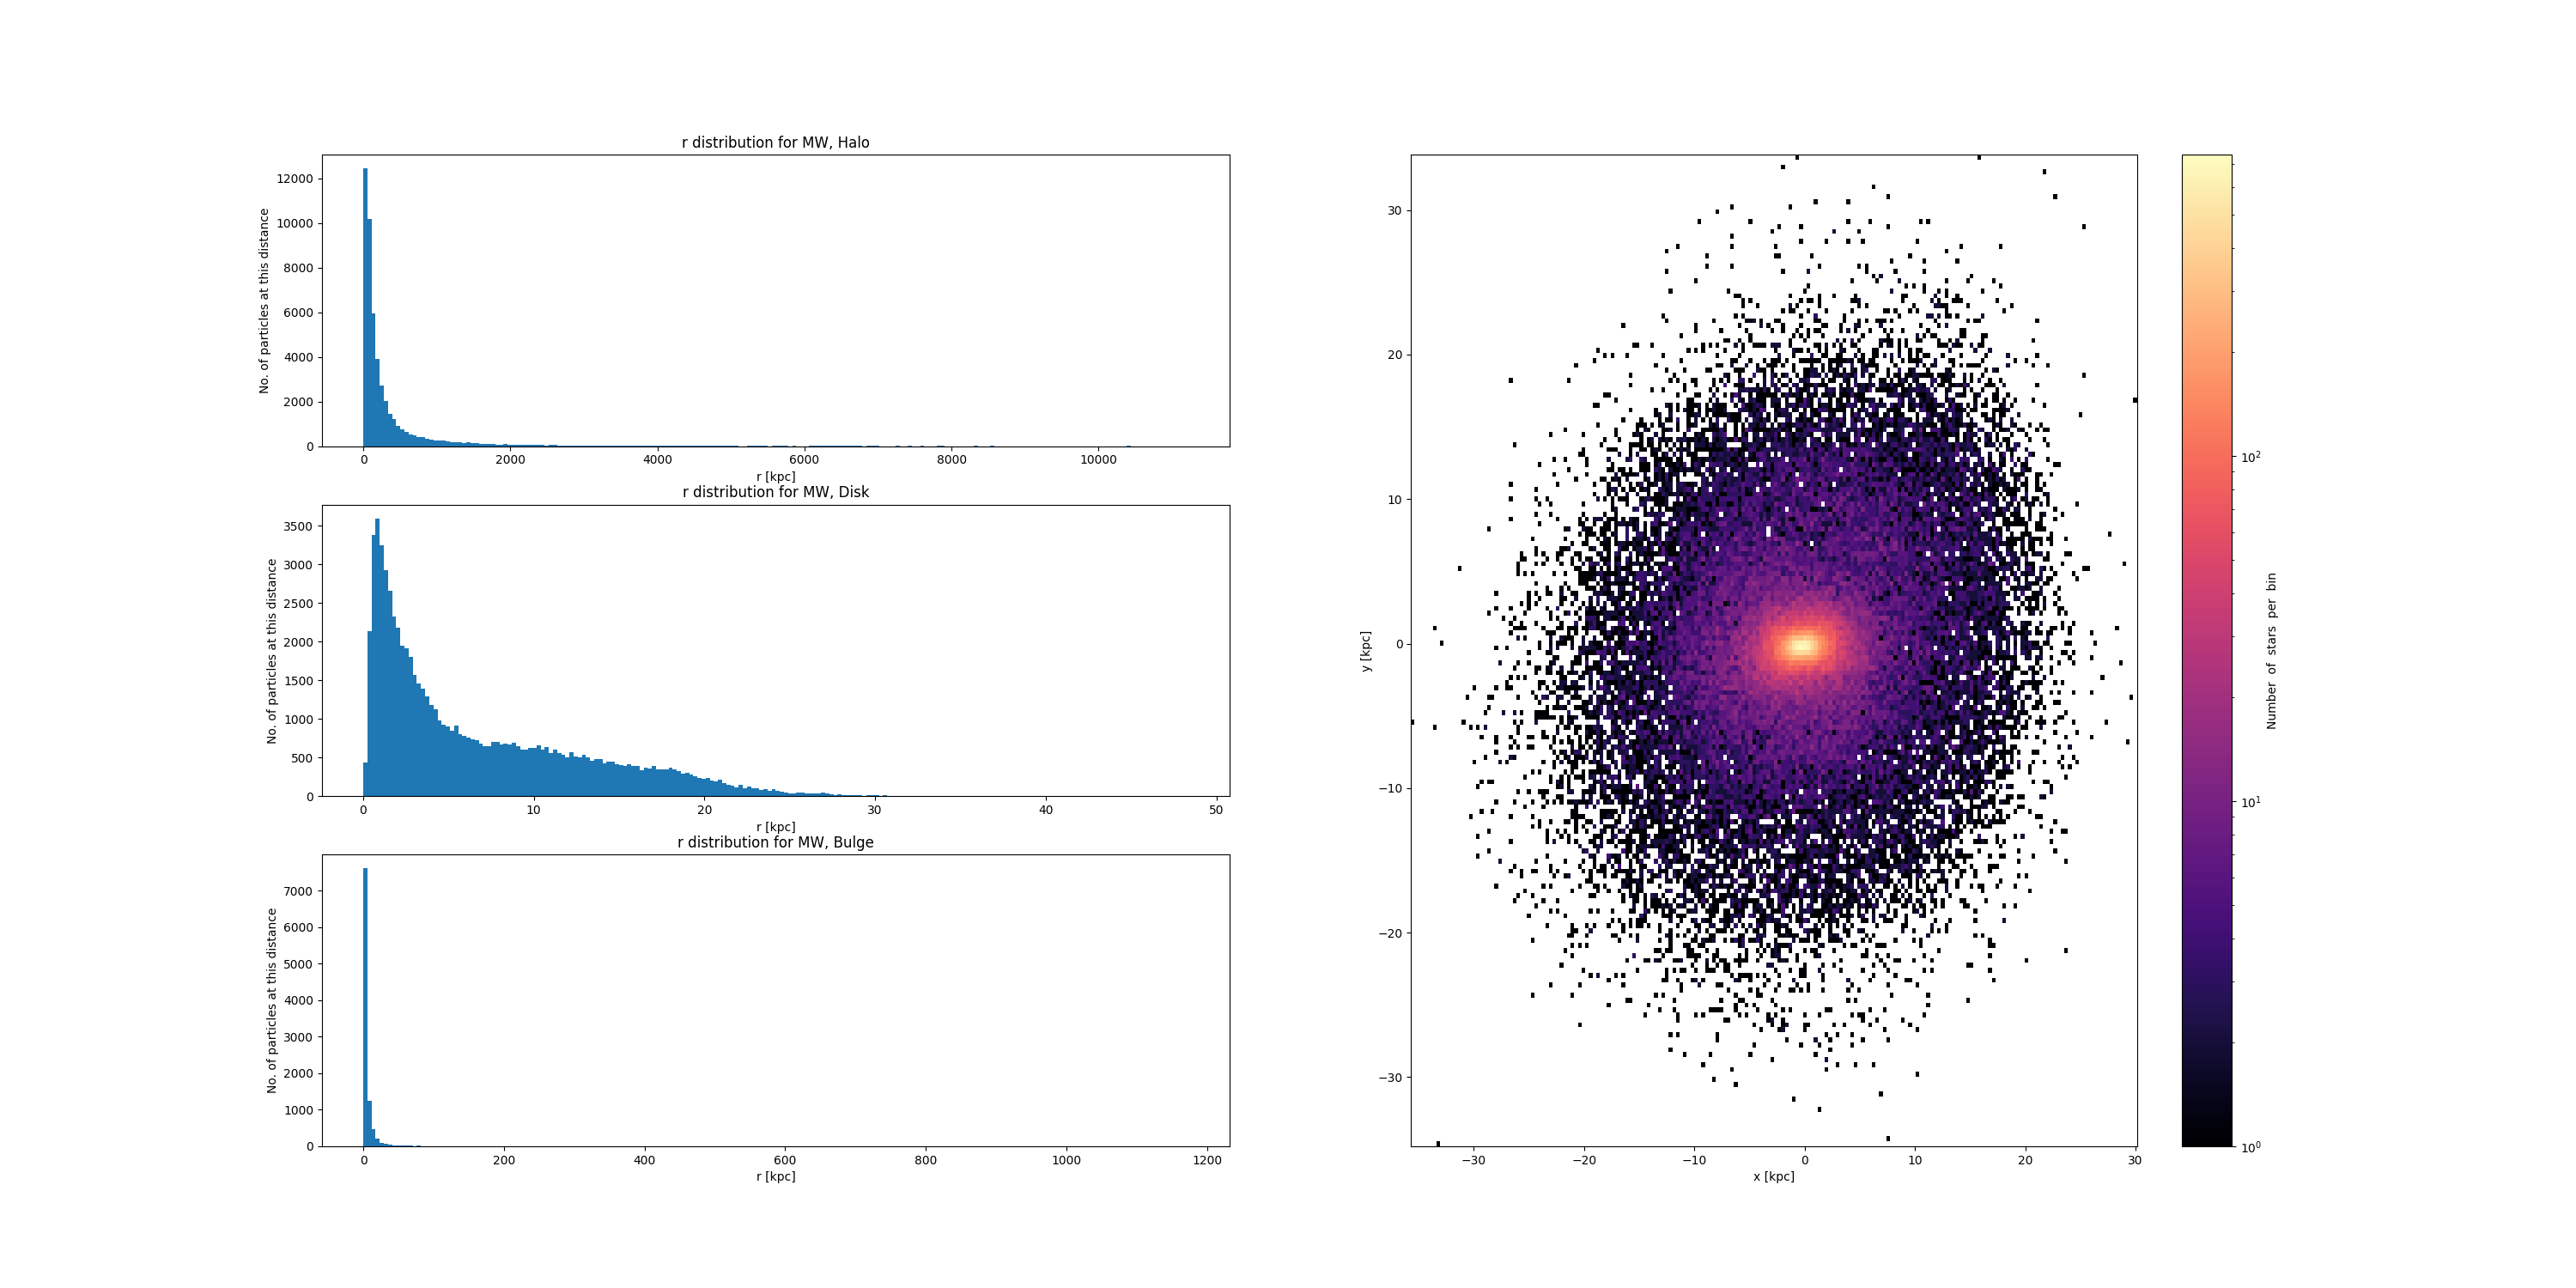 r distribution for MW, Halo
No. of particles at this distance
12000
10000
8000
6000
4000
2000
0
0 2000 4000 6000 8000 10000
r [kpc]
r distribution for MW, Disk
No. of particles at this distance
3500
3000
2500
2000
1500
1000
500
0
0 10 20 30 40 50
r [kpc]
r distribution for MW, Bulge
No. of particles at this distance
7000
6000
5000
4000
3000
2000
1000
0
0 200 400 600 800 1000 1200
r [kpc]
y [kpc]
30
20
10
0
−10
−20
−30
−30 −20 −10 0 10 20 30
x [kpc]
10²
10¹
10⁰
Number of stars per bin